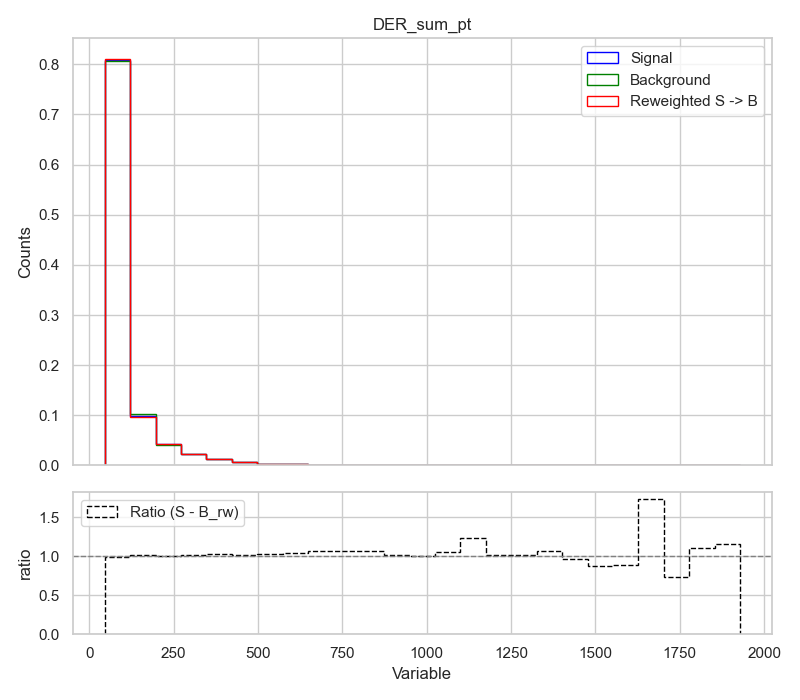 DER_sum_pt
Signal
Background
Reweighted S -> B
Counts
0.8
0.7
0.6
0.5
0.4
0.3
0.2
0.1
0.0
Ratio (S - B_rw)
ratio
1.5
1.0
0.5
0.0
0 250 500 750 1000 1250 1500 1750 2000
Variable